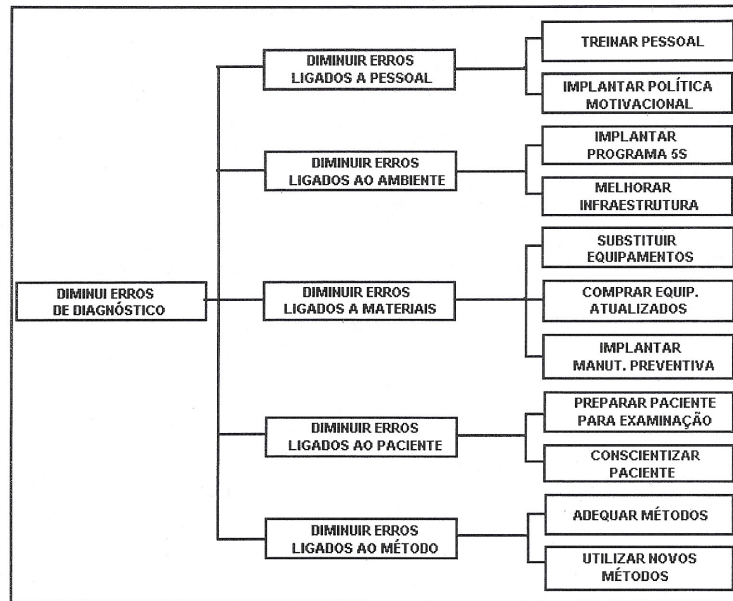 DIMINUI ERROS
DE DIAGNÓSTICO
DIMINUIR ERROS
LIGADOS A PESSOAL
TREINAR PESSOAL
IMPLANTAR POLÍTICA
MOTIVACIONAL
DIMINUIR ERROS
LIGADOS AO AMBIENTE
IMPLANTAR
PROGRAMA 5S
MELHORAR
INFRAESTRUTURA
DIMINUIR ERROS
LIGADOS A MATERIAIS
SUBSTITUIR
EQUIPAMENTOS
COMPRAR EQUIP.
ATUALIZADOS
IMPLANTAR
MANUT. PREVENTIVA
DIMINUIR ERROS
LIGADOS AO PACIENTE
PREPARAR PACIENTE
PARA EXAMINAÇÃO
CONSCIENTIZAR
PACIENTE
DIMINUIR ERROS
LIGADOS AO MÉTODO
ADEQUAR MÉTODOS
UTILIZAR NOVOS
MÉTODOS